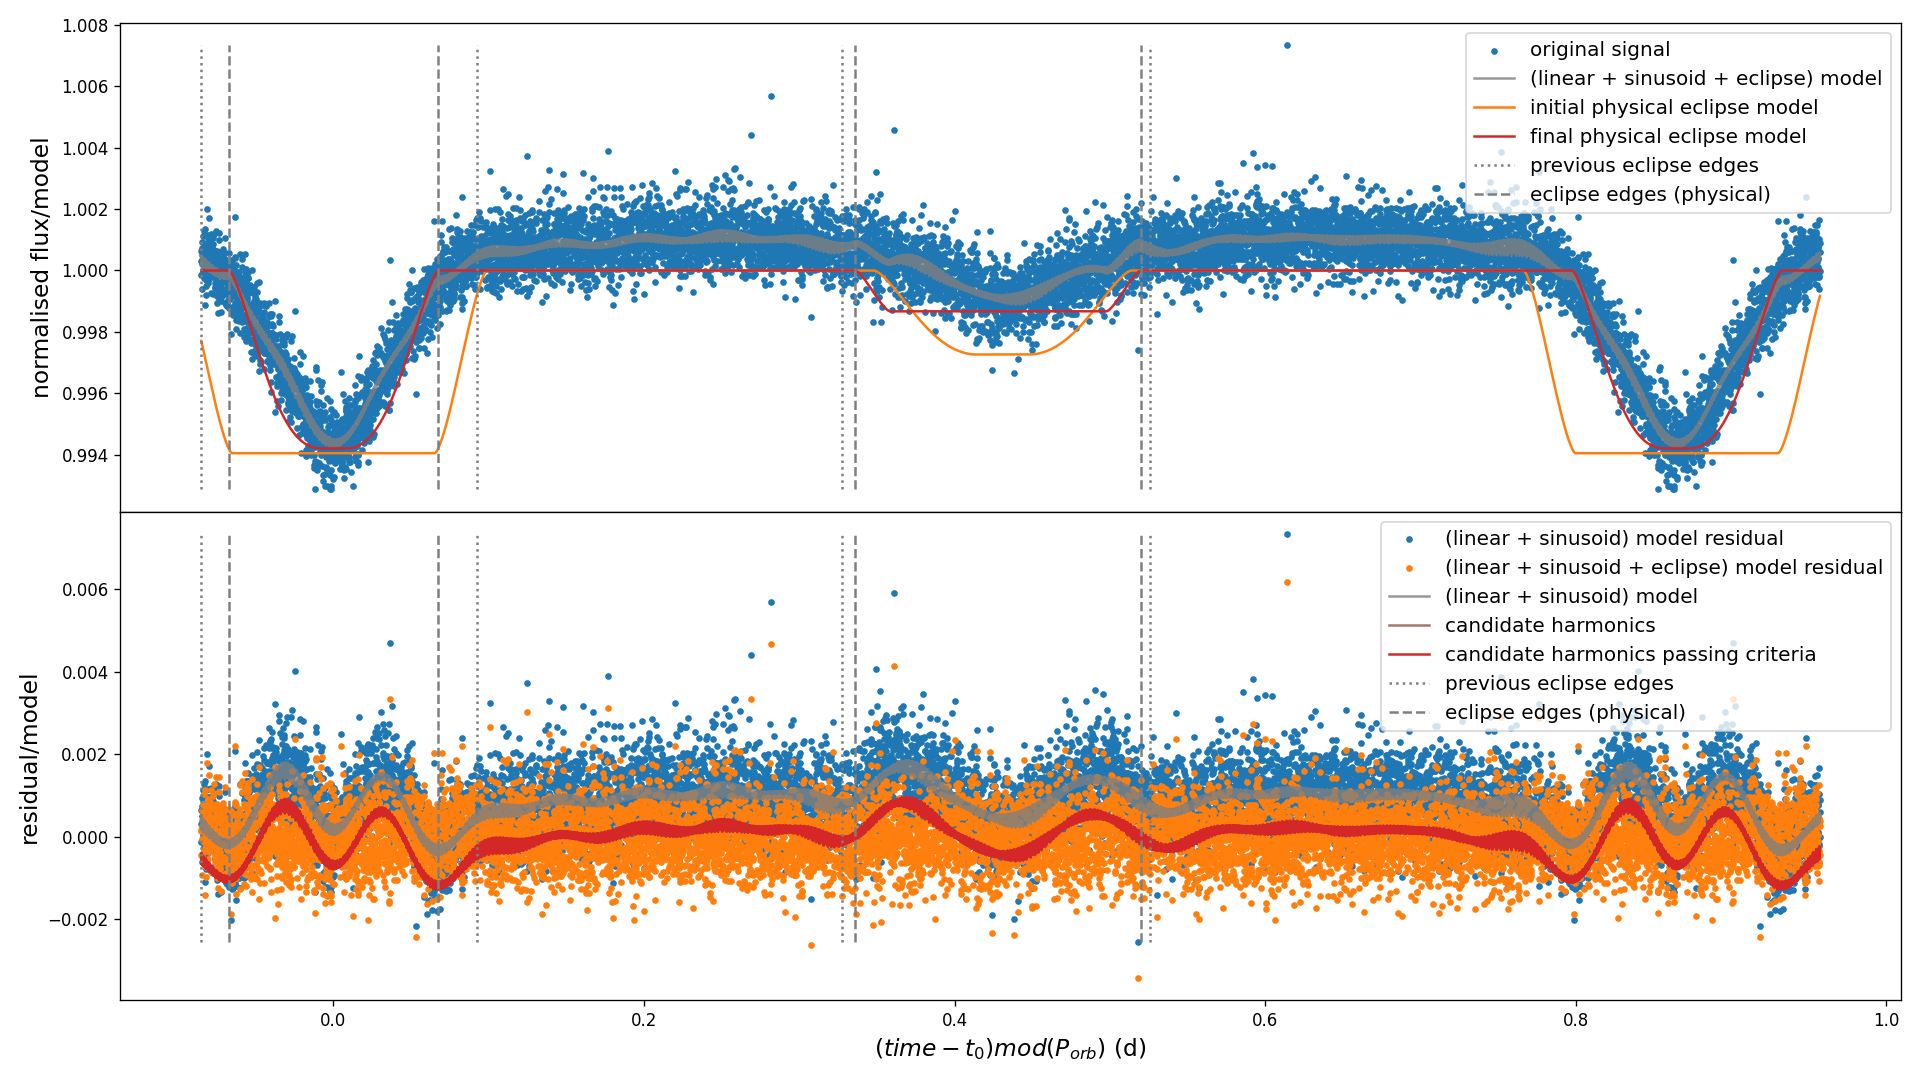 1.008
1.006
1.004
1.002
1.000
0.998
0.996
0.994
normalised flux/model
original signal
(linear + sinusoid + eclipse) model
initial physical eclipse model
final physical eclipse model
previous eclipse edges
eclipse edges (physical)
0.006
0.004
0.002
0.000
−0.002
residual/model
(linear + sinusoid) model residual
(linear + sinusoid + eclipse) model residual
(linear + sinusoid) model
candidate harmonics
candidate harmonics passing criteria
previous eclipse edges
eclipse edges (physical)
0.0 0.2 0.4 0.6 0.8 1.0
(time − t₀)mod(Pₒᵣb) (d)